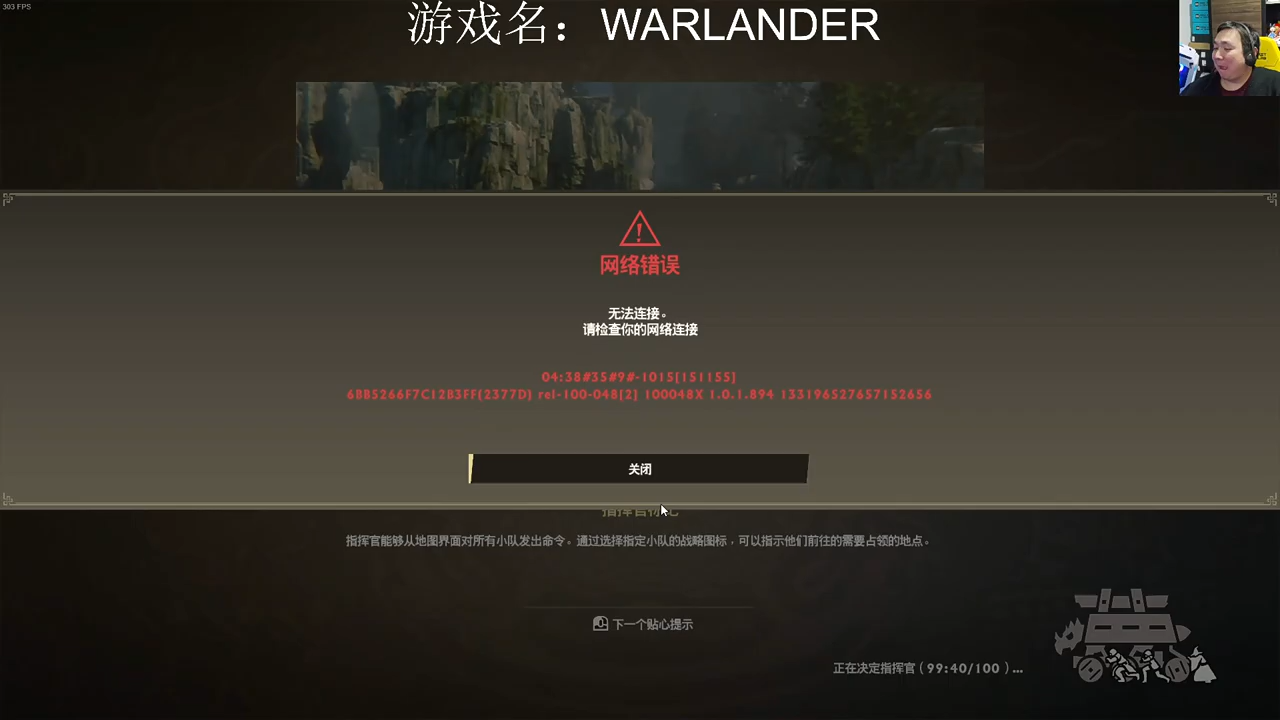 303 FPS
游戏名：WARLANDER
网络错误
无法连接。
请检查你的网络连接
04:38#35#9#-1015[151155]
6BB5266F7C12B3FF(2377D) rel-100-048[2] 100048X 1.0.1.894 133196527657152656
关闭
指挥官标记
指挥官能够从地图界面对所有小队发出命令。通过选择指定小队的战略图标，可以指示他们前往的需要占领的地点。
下一个贴心提示
正在决定指挥官（99:40/100）...